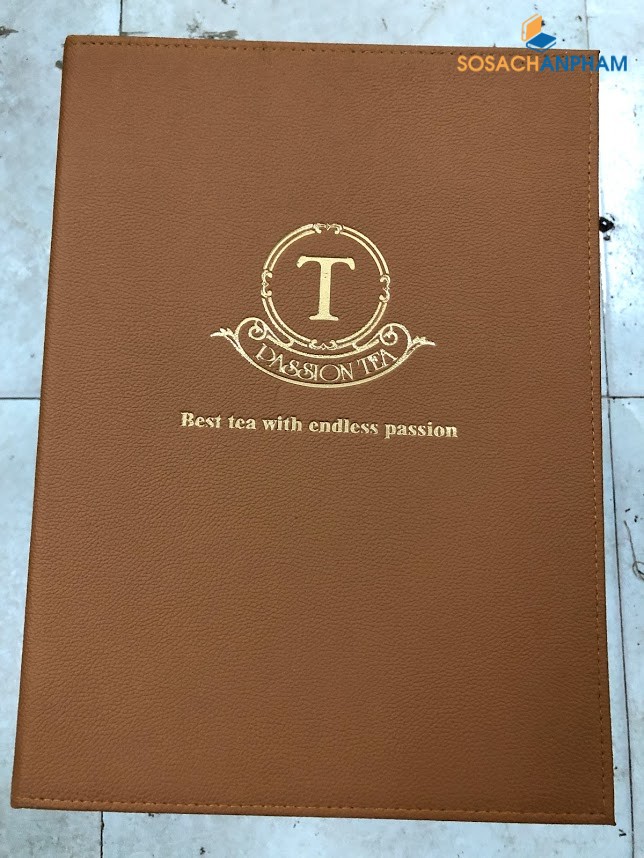 SOSACHANPHAM
T
PASSION TEA
Best tea with endless passion